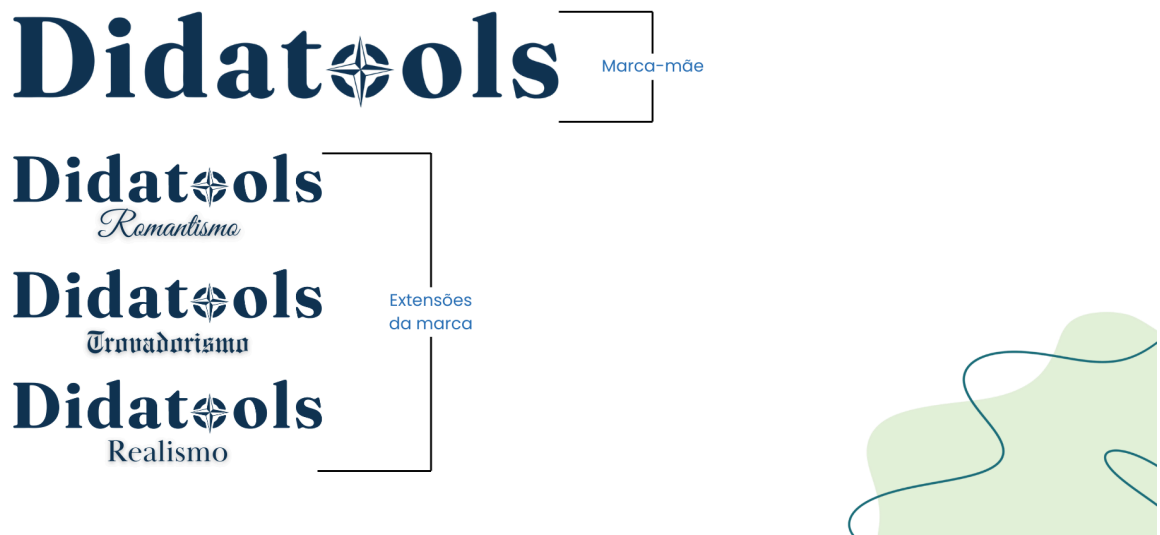 Didatools
Marca-mãe
Didatools
Romantismo
Didatools
Trovadorismo
Didatools
Realismo
Extensões
da marca